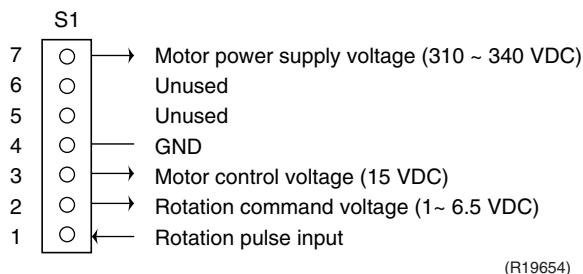 S1
7 Motor power supply voltage (310 ~ 340 VDC)
6 Unused
5 Unused
4 GND
3 Motor control voltage (15 VDC)
2 Rotation command voltage (1~ 6.5 VDC)
1 Rotation pulse input
(R19654)